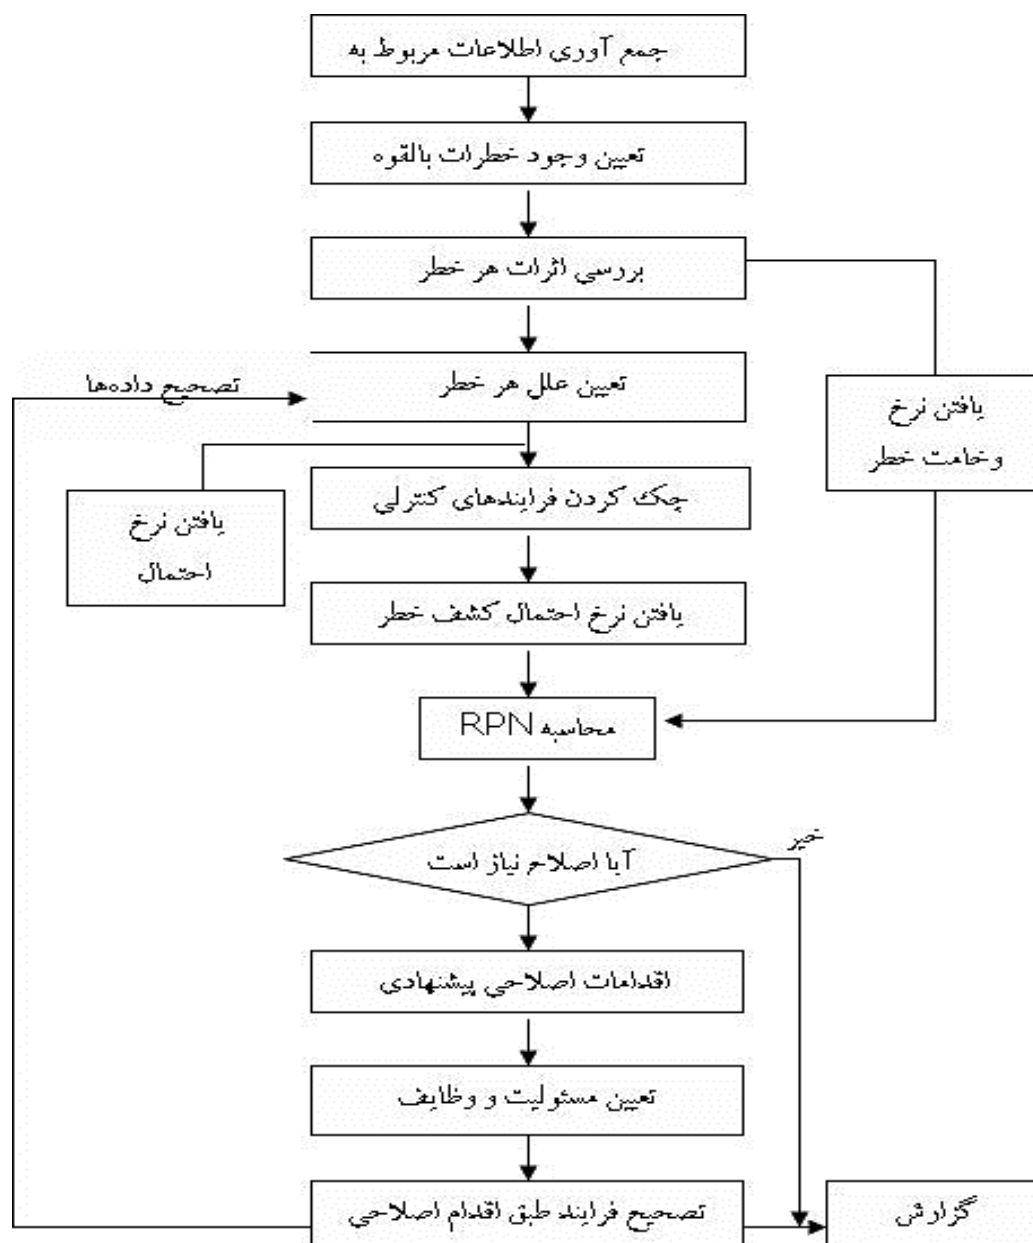 جمع آوری اطلاعات مربوط به
تعیین وجود خطرات بالقوه
بررسی اثرات هر خطر
تعیین علل هر خطر
تصحیح داده‌ها
یافتن نرخ
وخامت خطر
چک کردن فرایندهای کنترلی
یافتن نرخ
احتمال
یافتن نرخ احتمال کشف خطر
محاسبه RPN
خیر
آیا اصلاح نیاز است
اقدامات اصلاحی پیشنهادی
تعیین مسئولیت و وظایف
تصحیح فرایند طبق اقدام اصلاحی
گزارش